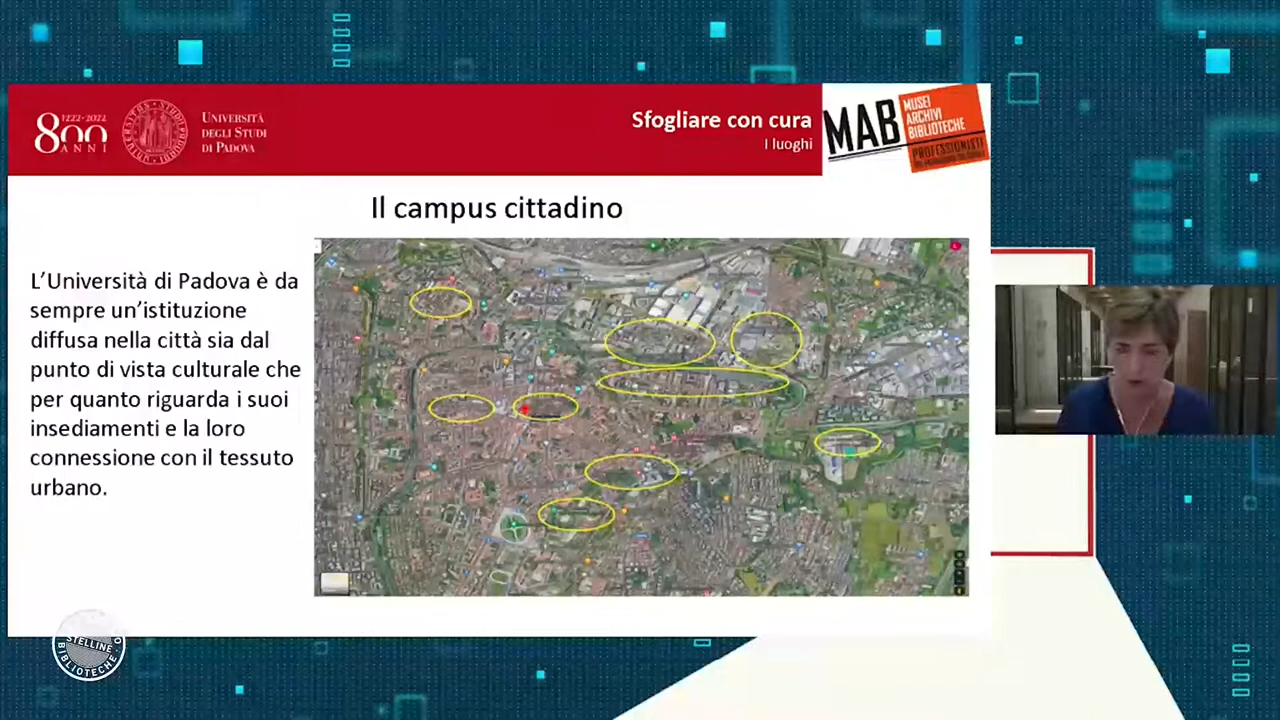 800
1222-2022
ANNI
UNIVERSITÀ
DEGLI STUDI
DI PADOVA
Sfogliare con cura
I luoghi
MAB
MUSEI
ARCHIVI
BIBLIOTECHE
PROFESSIONISTI
Il campus cittadino
L’Università di Padova è da
sempre un’istituzione
diffusa nella città sia dal
punto di vista culturale che
per quanto riguarda i suoi
insediamenti e la loro
connessione con il tessuto
urbano.
STELLINE
BIBLIOTECHE